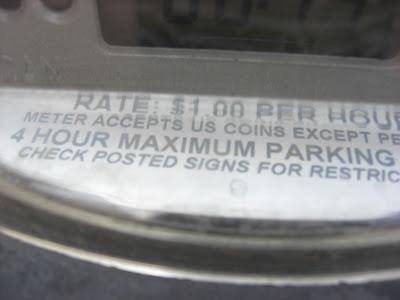 RATE: $1.00 PER HOUR
METER ACCEPTS US COINS EXCEPT PE
4 HOUR MAXIMUM PARKING
CHECK POSTED SIGNS FOR RESTRIC